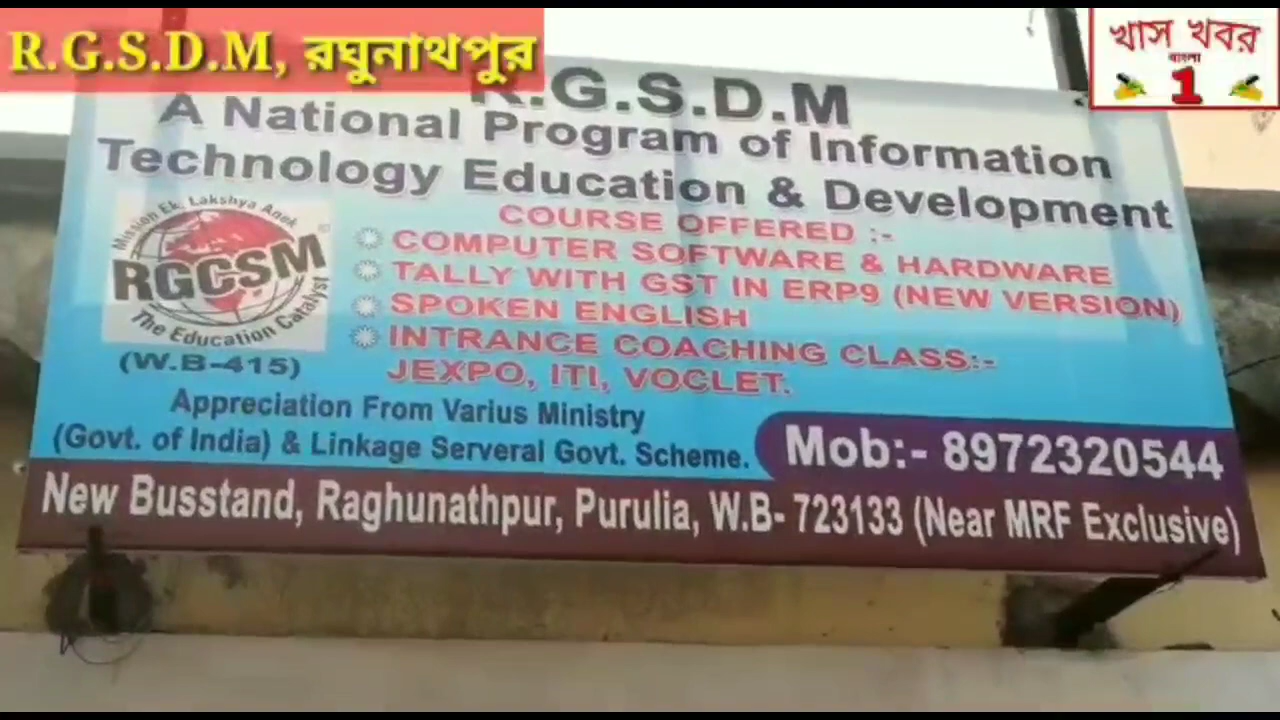 R.G.S.D.M, রঘুনাথপুর
খাস খবর
বাংলা
1
R.G.S.D.M
A National Program of Information
Technology Education & Development
Mission Ek, Lakshya Anek
RGCSM
The Education Catalyst
(W.B-415)
COURSE OFFERED :-
COMPUTER SOFTWARE & HARDWARE
TALLY WITH GST IN ERP9 (NEW VERSION)
SPOKEN ENGLISH
INTRANCE COACHING CLASS:-
JEXPO, ITI, VOCLET.
Appreciation From Varius Ministry
(Govt. of India) & Linkage Serveral Govt. Scheme.
Mob:- 8972320544
New Busstand, Raghunathpur, Purulia, W.B- 723133 (Near MRF Exclusive)